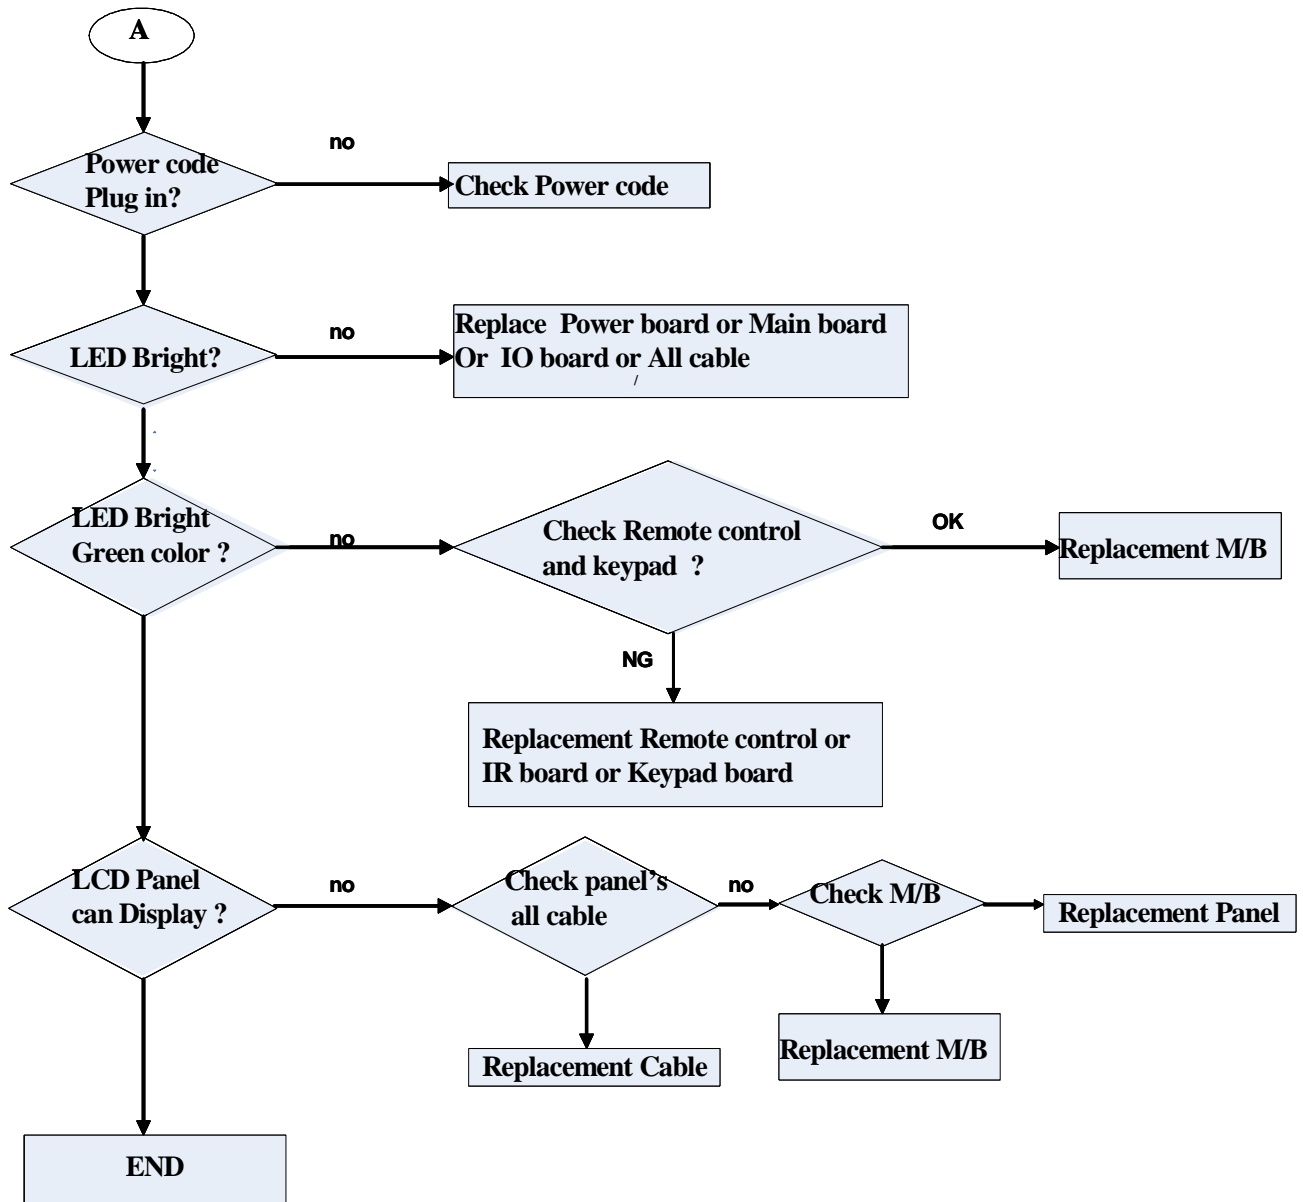 A
Power code
Plug in?
no
Check Power code
LED Bright?
no
Replace Power board or Main board
Or IO board or All cable
/
LED Bright
Green color ?
no
Check Remote control
and keypad ?
OK
Replacement M/B
NG
Replacement Remote control or
IR board or Keypad board
LCD Panel
can Display ?
no
Check panel's
all cable
no
Check M/B
Replacement Panel
Replacement Cable
Replacement M/B
END